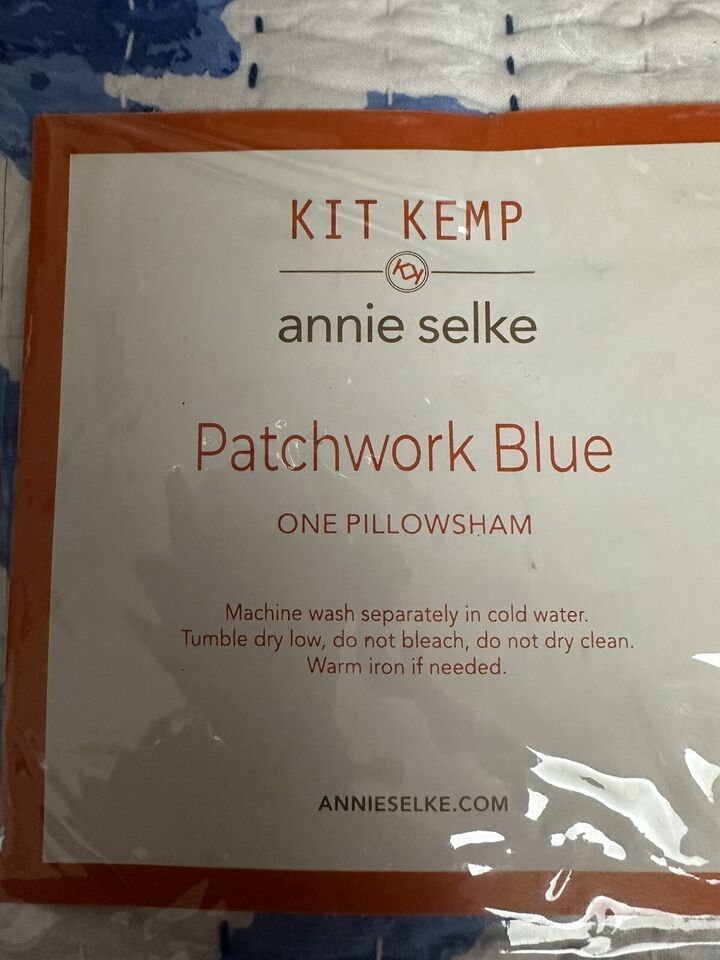 KIT KEMP
KK
annie selke
Patchwork Blue
ONE PILLOWSHAM
Machine wash separately in cold water.
Tumble dry low, do not bleach, do not dry clean.
Warm iron if needed.
ANNIESELKE.COM